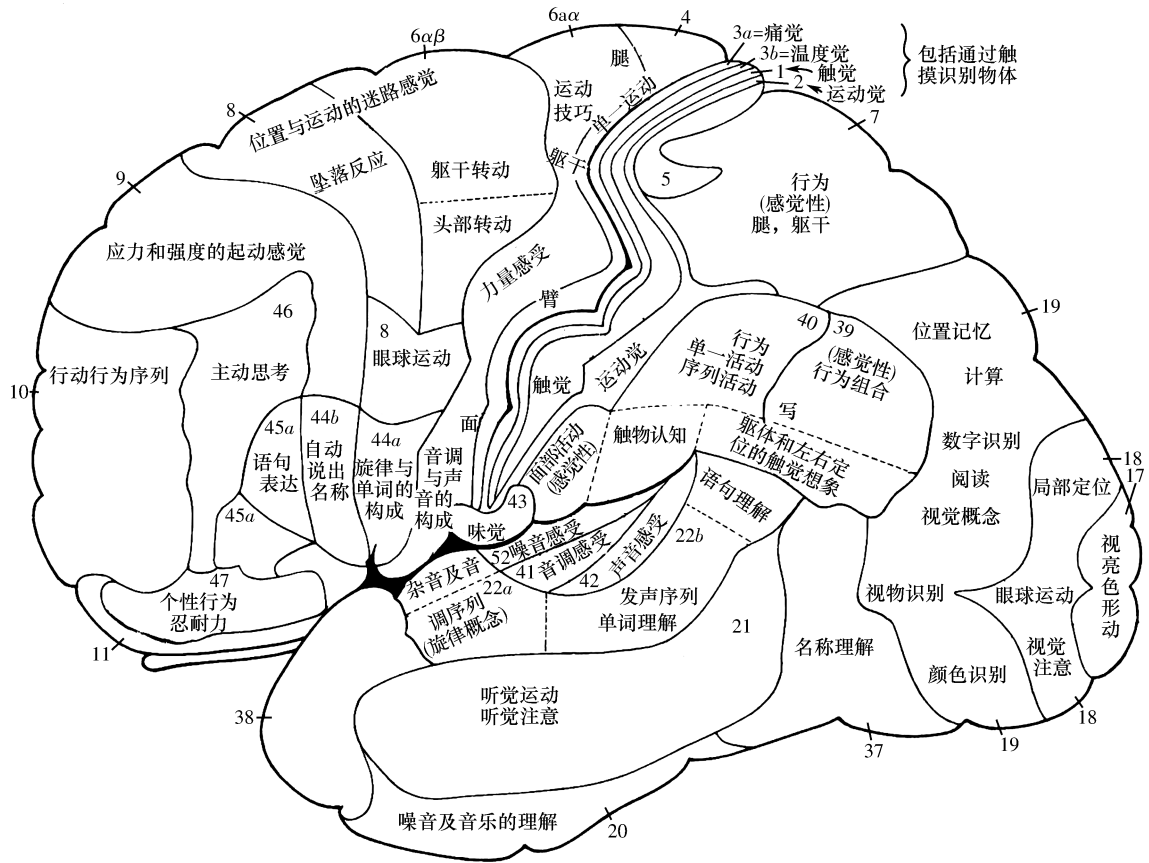 6aα
4
3a=痛觉
3b=温度觉
1 触觉
2 运动觉
包括通过触
摸识别物体
6αβ
腿
运动
技巧
单一运动
8
位置与运动的迷路感觉
7
坠落反应
躯干转动
躯干
5
9
行为
(感觉性)
腿，躯干
头部转动
应力和强度的起动感觉
力量感受
46
臂
8
眼球运动
40
39
19
行为
单一活动
序列活动
(感觉性)
行为组合
位置记忆
计算
10
行动行为序列
主动思考
触觉
运动觉
写
45a
44b
44a
面
语句
表达
自动
说出
名称
旋律与
单词的
构成
音调
与声
音的
构成
面部活动
(感觉性)
触物认知
躯体和左右定
位的触觉想象
数字识别
阅读
视觉概念
18
17
局部定位
45a
43
味觉
语句理解
52
噪音感受
41
音调感受
42
声音感受
22b
杂音及音
22a
调序列
(旋律概念)
47
个性行为
忍耐力
发声序列
单词理解
21
视物识别
眼球运动
视
亮
色
形
动
11
名称理解
视觉
注意
颜色识别
听觉运动
听觉注意
38
18
37
19
噪音及音乐的理解
20